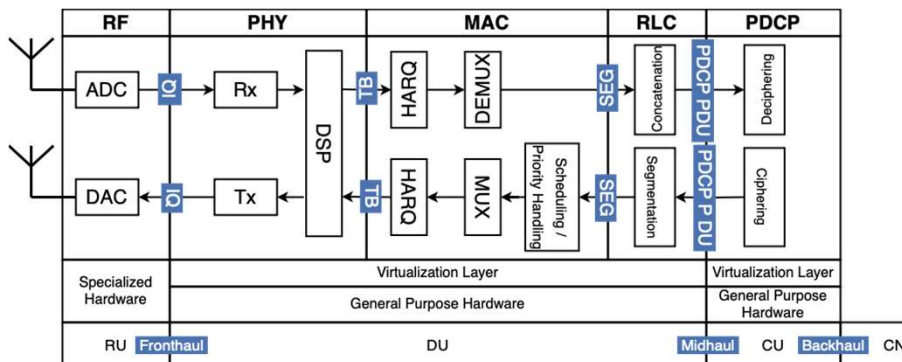 RF
PHY
MAC
RLC
PDCP
ADC
IQ
Rx
DSP
TB
HARQ
DEMUX
SEG
Concatenation
PDCP PDU
Deciphering
DAC
IQ
Tx
TB
HARQ
MUX
Scheduling /
Priority Handling
SEG
Segmentation
PDCP P DU
Ciphering
Specialized
Hardware
Virtualization Layer
General Purpose Hardware
Virtualization Layer
General Purpose
Hardware
RU
Fronthaul
DU
Midhaul
CU
Backhaul
CN